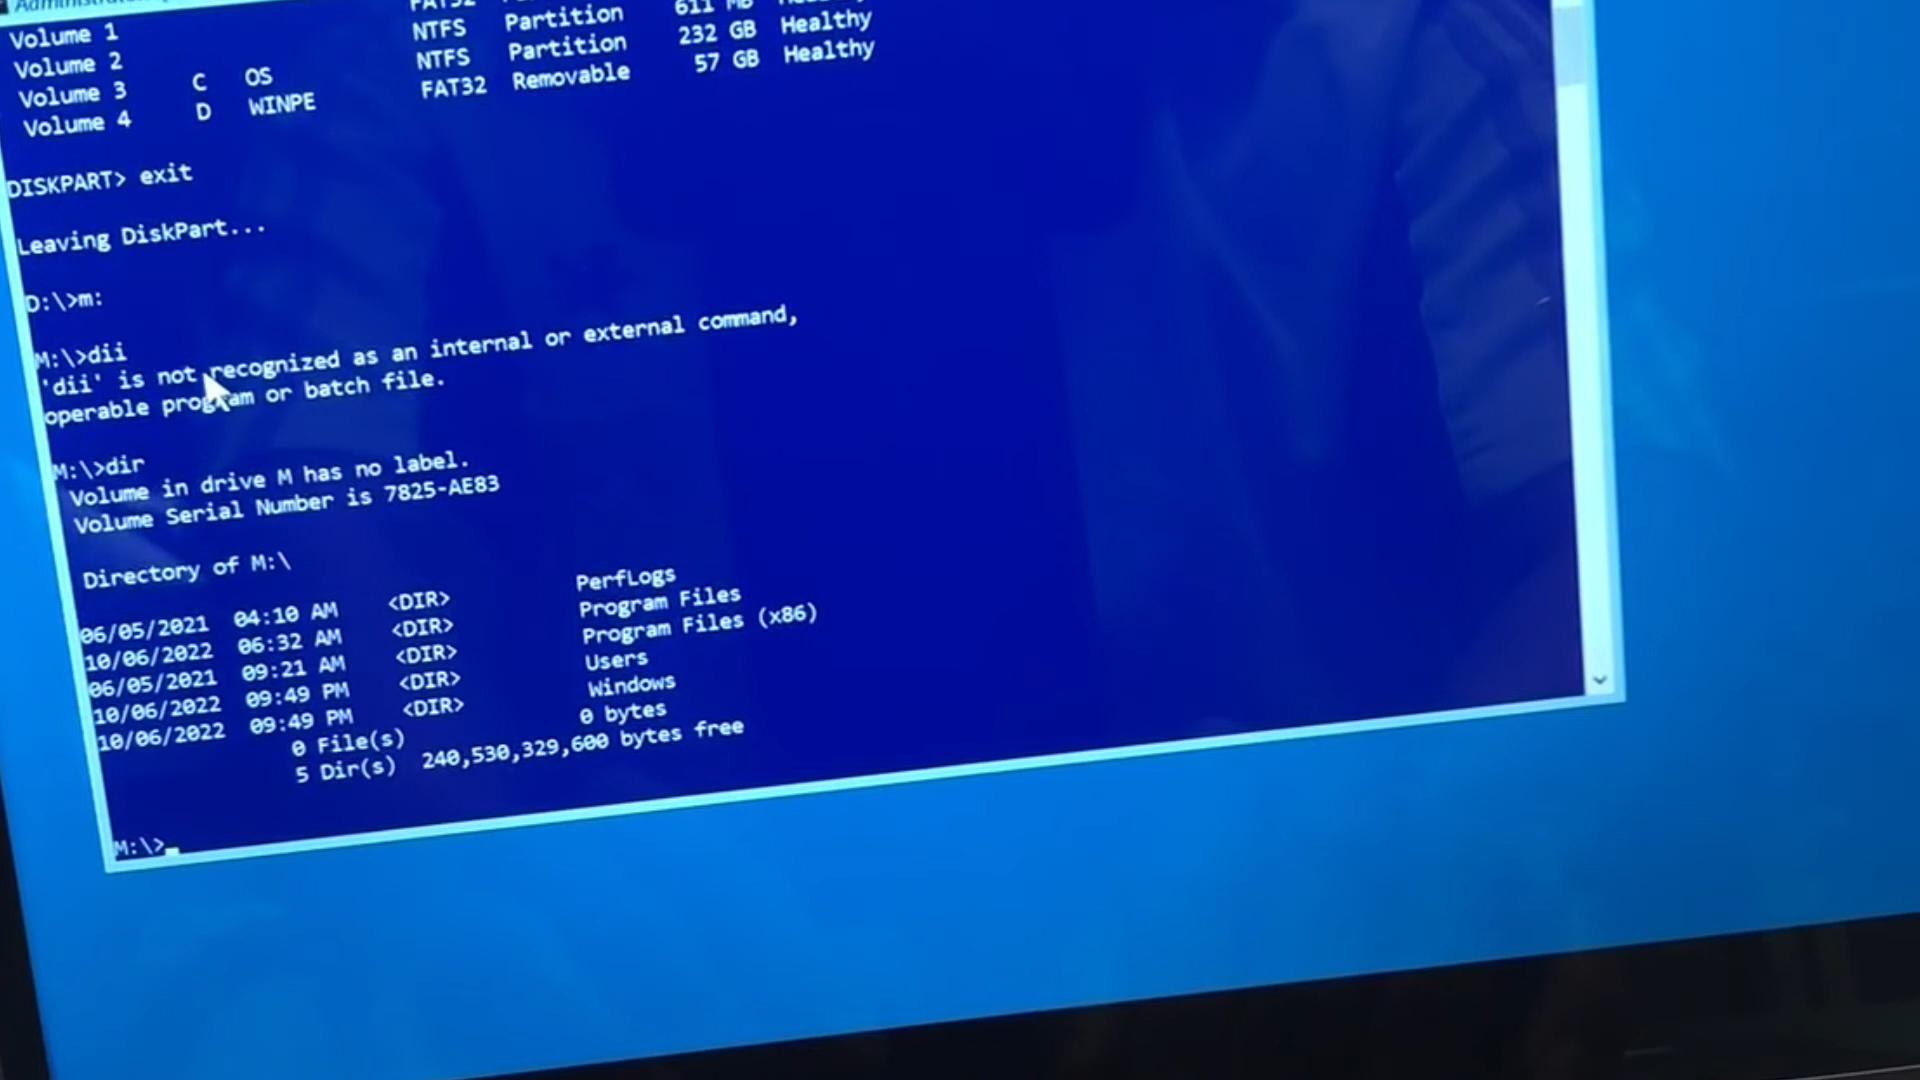 Administrator
FAT32
Volume 1 NTFS Partition 611 MB
Volume 2 NTFS Partition 232 GB Healthy
Volume 3 C OS FAT32 Removable 57 GB Healthy
Volume 4 D WINPE
DISKPART> exit
Leaving DiskPart...
D:\>m:
M:\>dii
'dii' is not recognized as an internal or external command,
operable program or batch file.
M:\>dir
Volume in drive M has no label.
Volume Serial Number is 7825-AE83
Directory of M:\
06/05/2021 04:10 AM <DIR> PerfLogs
10/06/2022 06:32 AM <DIR> Program Files
06/05/2021 09:21 AM <DIR> Program Files (x86)
10/06/2022 09:49 PM <DIR> Users
10/06/2022 09:49 PM <DIR> Windows
0 File(s) 0 bytes
5 Dir(s) 240,530,329,600 bytes free
M:\>